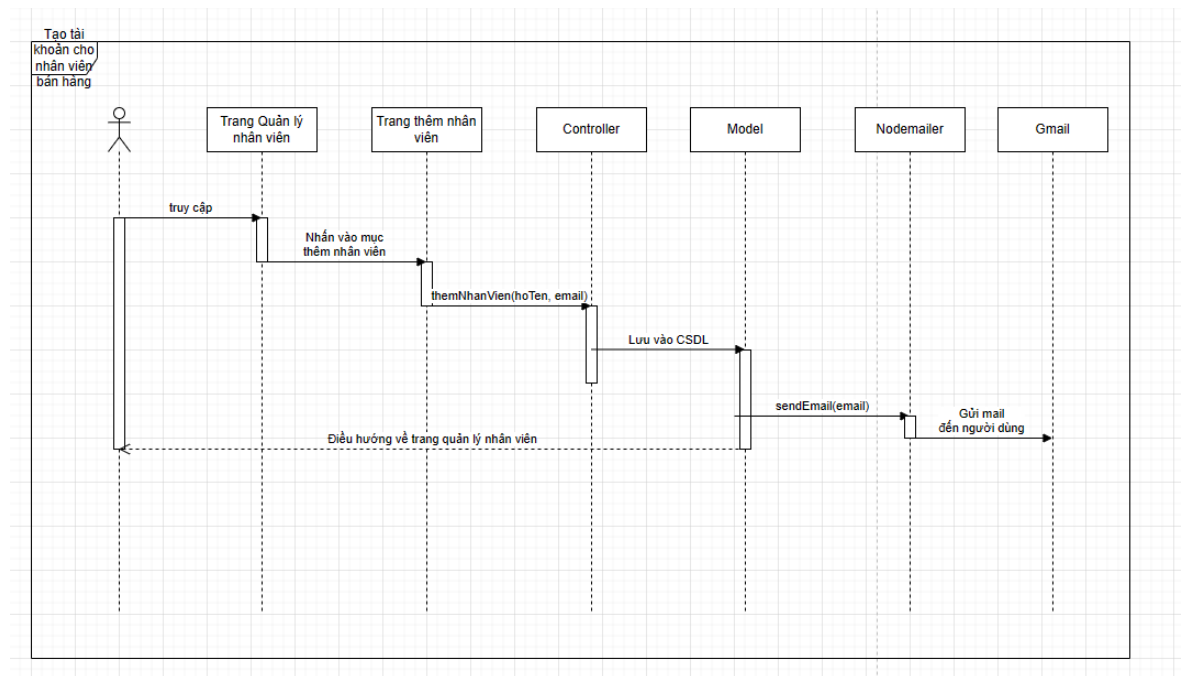 Tạo tài
khoản cho
nhân viên
bán hàng
Trang Quản lý
nhân viên
Trang thêm nhân
viên
Controller
Model
Nodemailer
Gmail
truy cập
Nhấn vào mục
thêm nhân viên
themNhanVien(hoTen, email)
Lưu vào CSDL
sendEmail(email)
Gửi mail
đến người dùng
Điều hướng về trang quản lý nhân viên